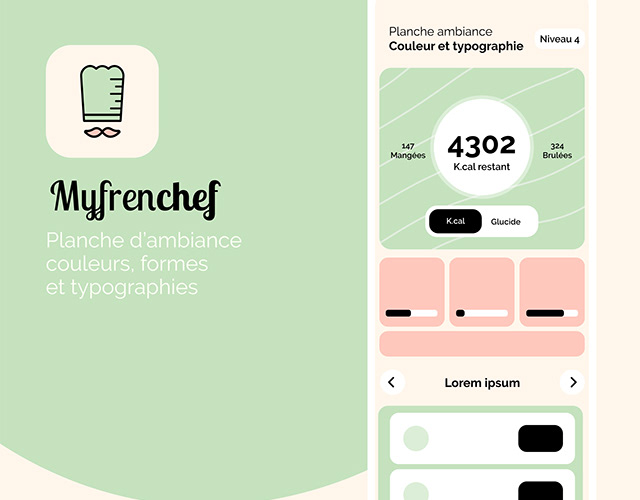 Myfrenchef
Planche d'ambiance
couleurs, formes
et typographies
Planche ambiance
Couleur et typographie
Niveau 4
147
Mangées
4302
K.cal restant
324
Brulées
K.cal
Glucide
Lorem ipsum